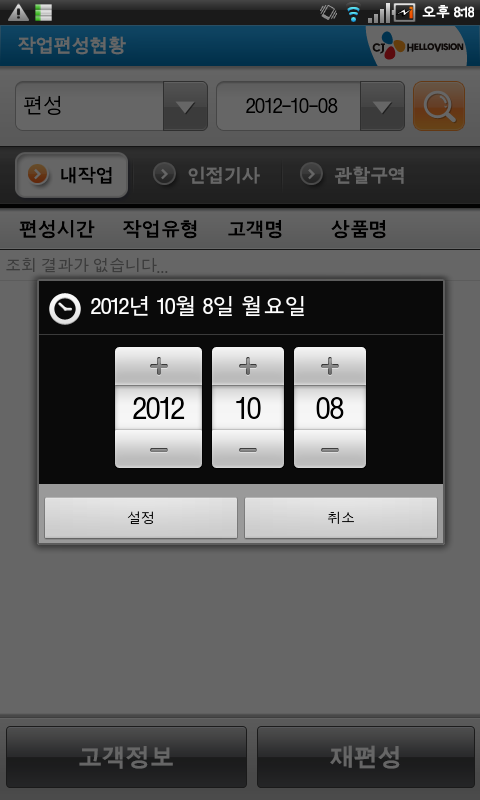 오후 8:18
작업편성현황
CJ HELLOVISION
편성 2012-10-08
내작업 인접기사 관할구역
편성시간 작업유형 고객명 상품명
조회 결과가 없습니다...
2012년 10월 8일 월요일
+ + +
2012 10 08
− − −
설정 취소
고객정보 재편성